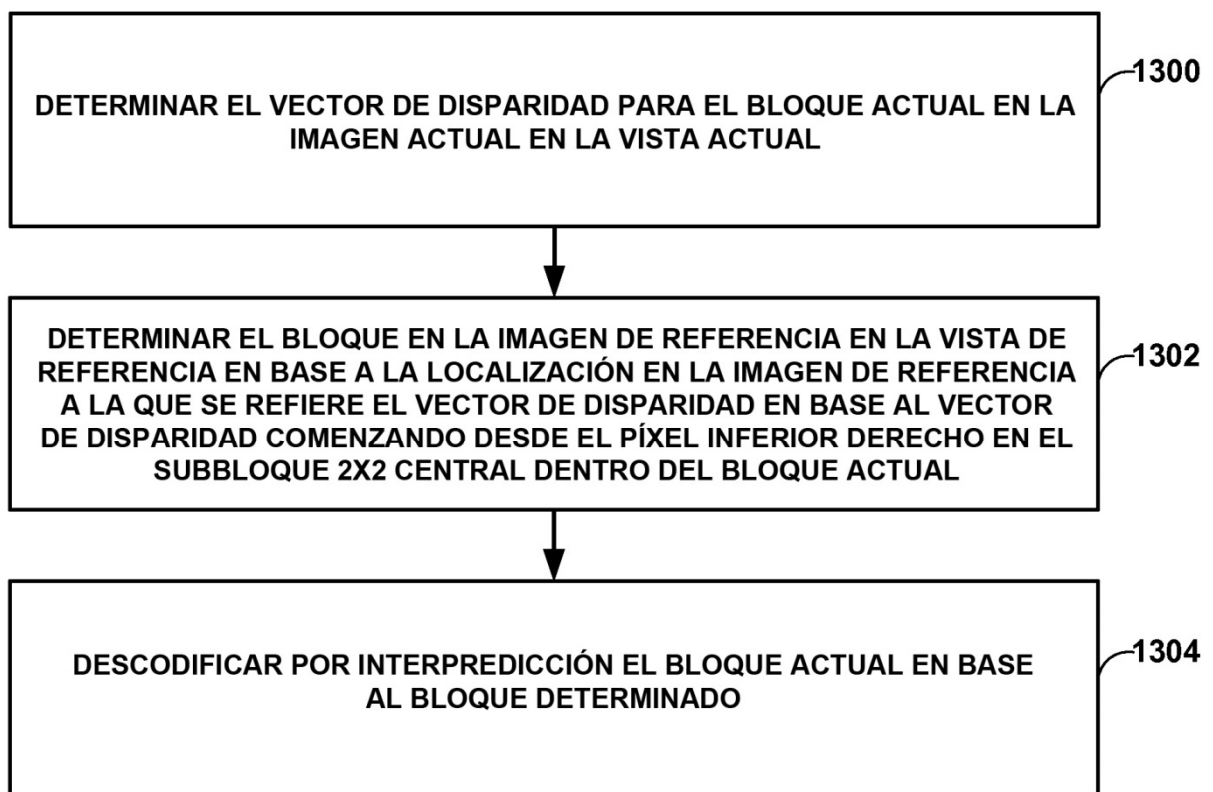 1300
DETERMINAR EL VECTOR DE DISPARIDAD PARA EL BLOQUE ACTUAL EN LA
IMAGEN ACTUAL EN LA VISTA ACTUAL
1302
DETERMINAR EL BLOQUE EN LA IMAGEN DE REFERENCIA EN LA VISTA DE
REFERENCIA EN BASE A LA LOCALIZACIÓN EN LA IMAGEN DE REFERENCIA
A LA QUE SE REFIERE EL VECTOR DE DISPARIDAD EN BASE AL VECTOR
DE DISPARIDAD COMENZANDO DESDE EL PÍXEL INFERIOR DERECHO EN EL
SUBBLOQUE 2X2 CENTRAL DENTRO DEL BLOQUE ACTUAL
1304
DESCODIFICAR POR INTERPREDICCIÓN EL BLOQUE ACTUAL EN BASE
AL BLOQUE DETERMINADO